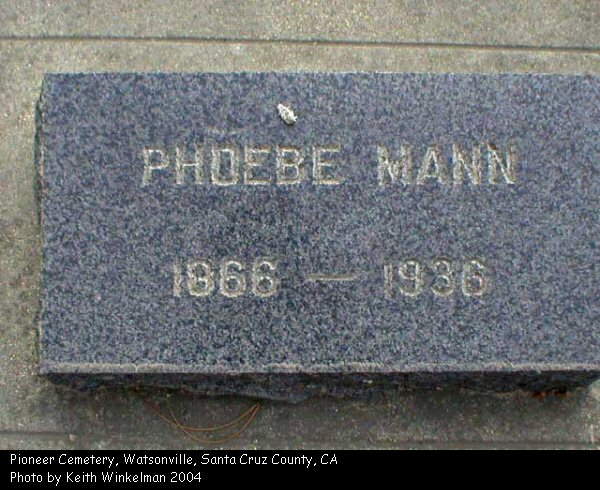 PHOEBE MANN
1866 — 1936
Pioneer Cemetery, Watsonville, Santa Cruz County, CA
Photo by Keith Winkelman 2004